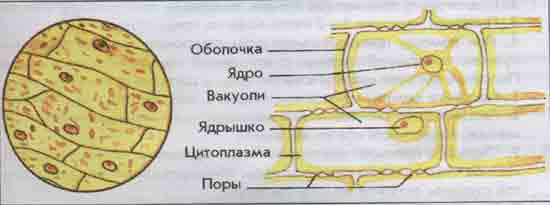 Оболочка
Ядро
Вакуоли
Ядрышко
Цитоплазма
Поры